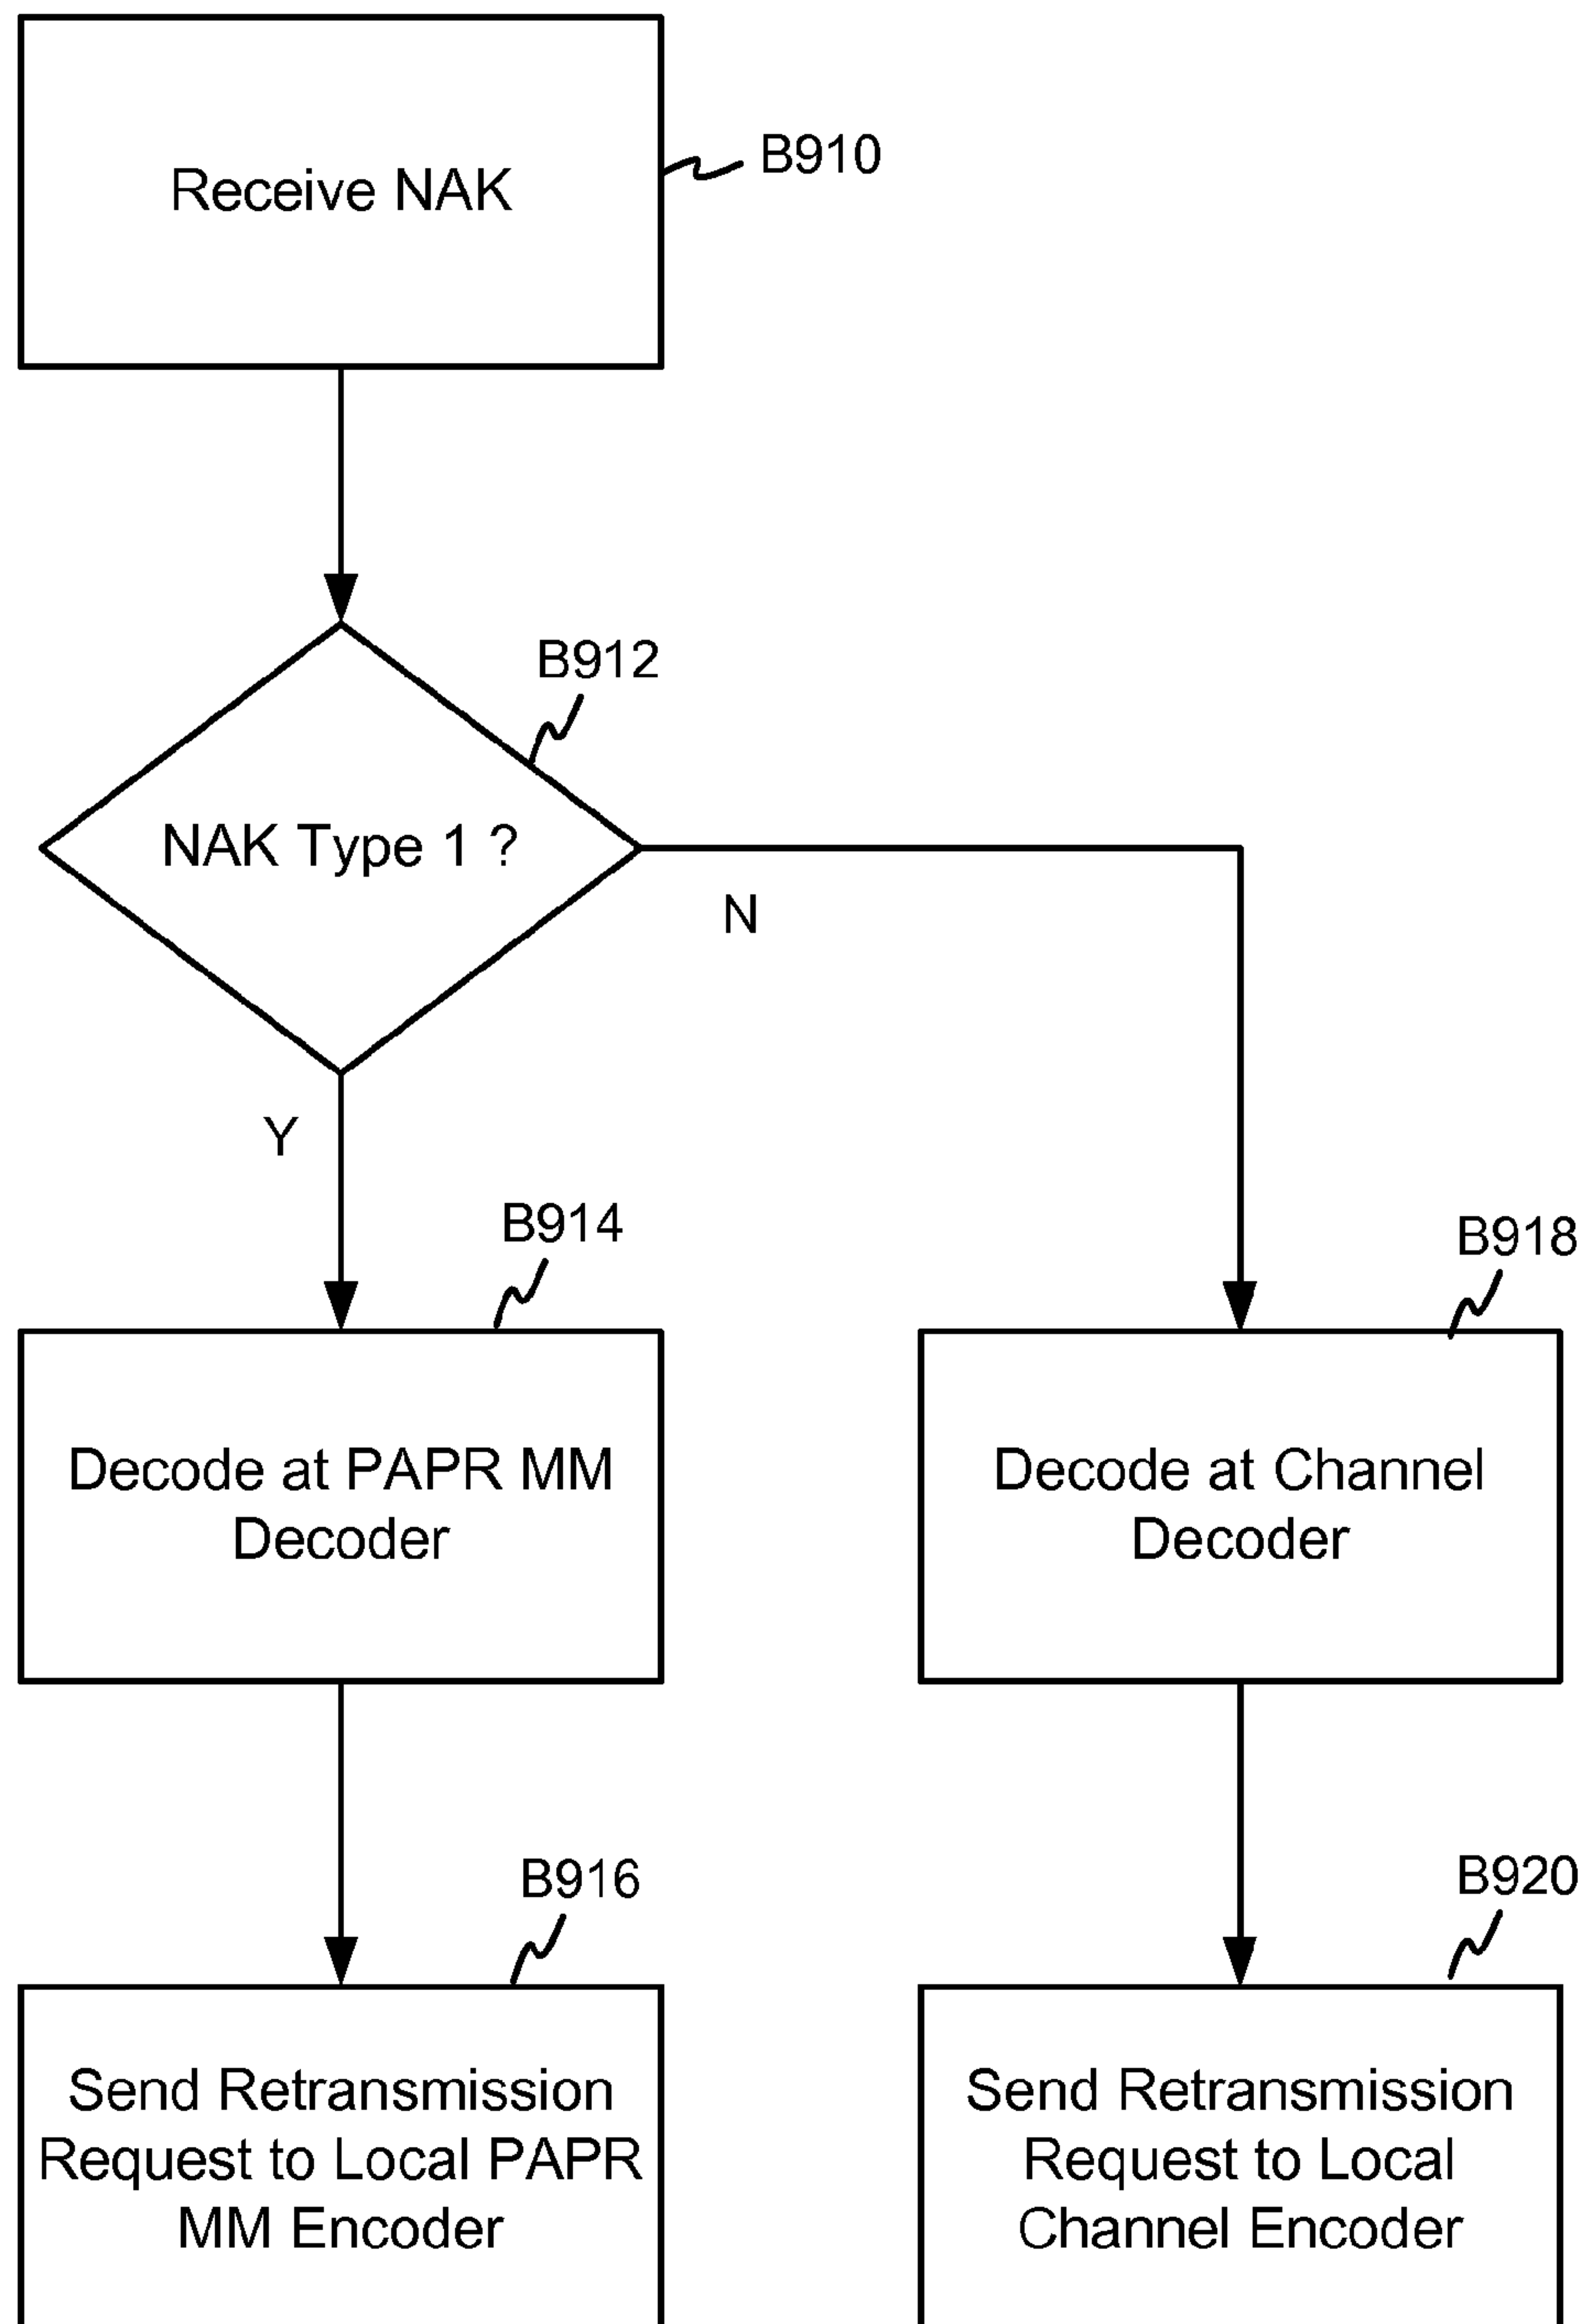 Receive NAK
B910
B912
NAK Type 1 ?
N
Y
B914
B918
Decode at PAPR MM
Decoder
Decode at Channel
Decoder
B916
B920
Send Retransmission
Request to Local PAPR
MM Encoder
Send Retransmission
Request to Local
Channel Encoder